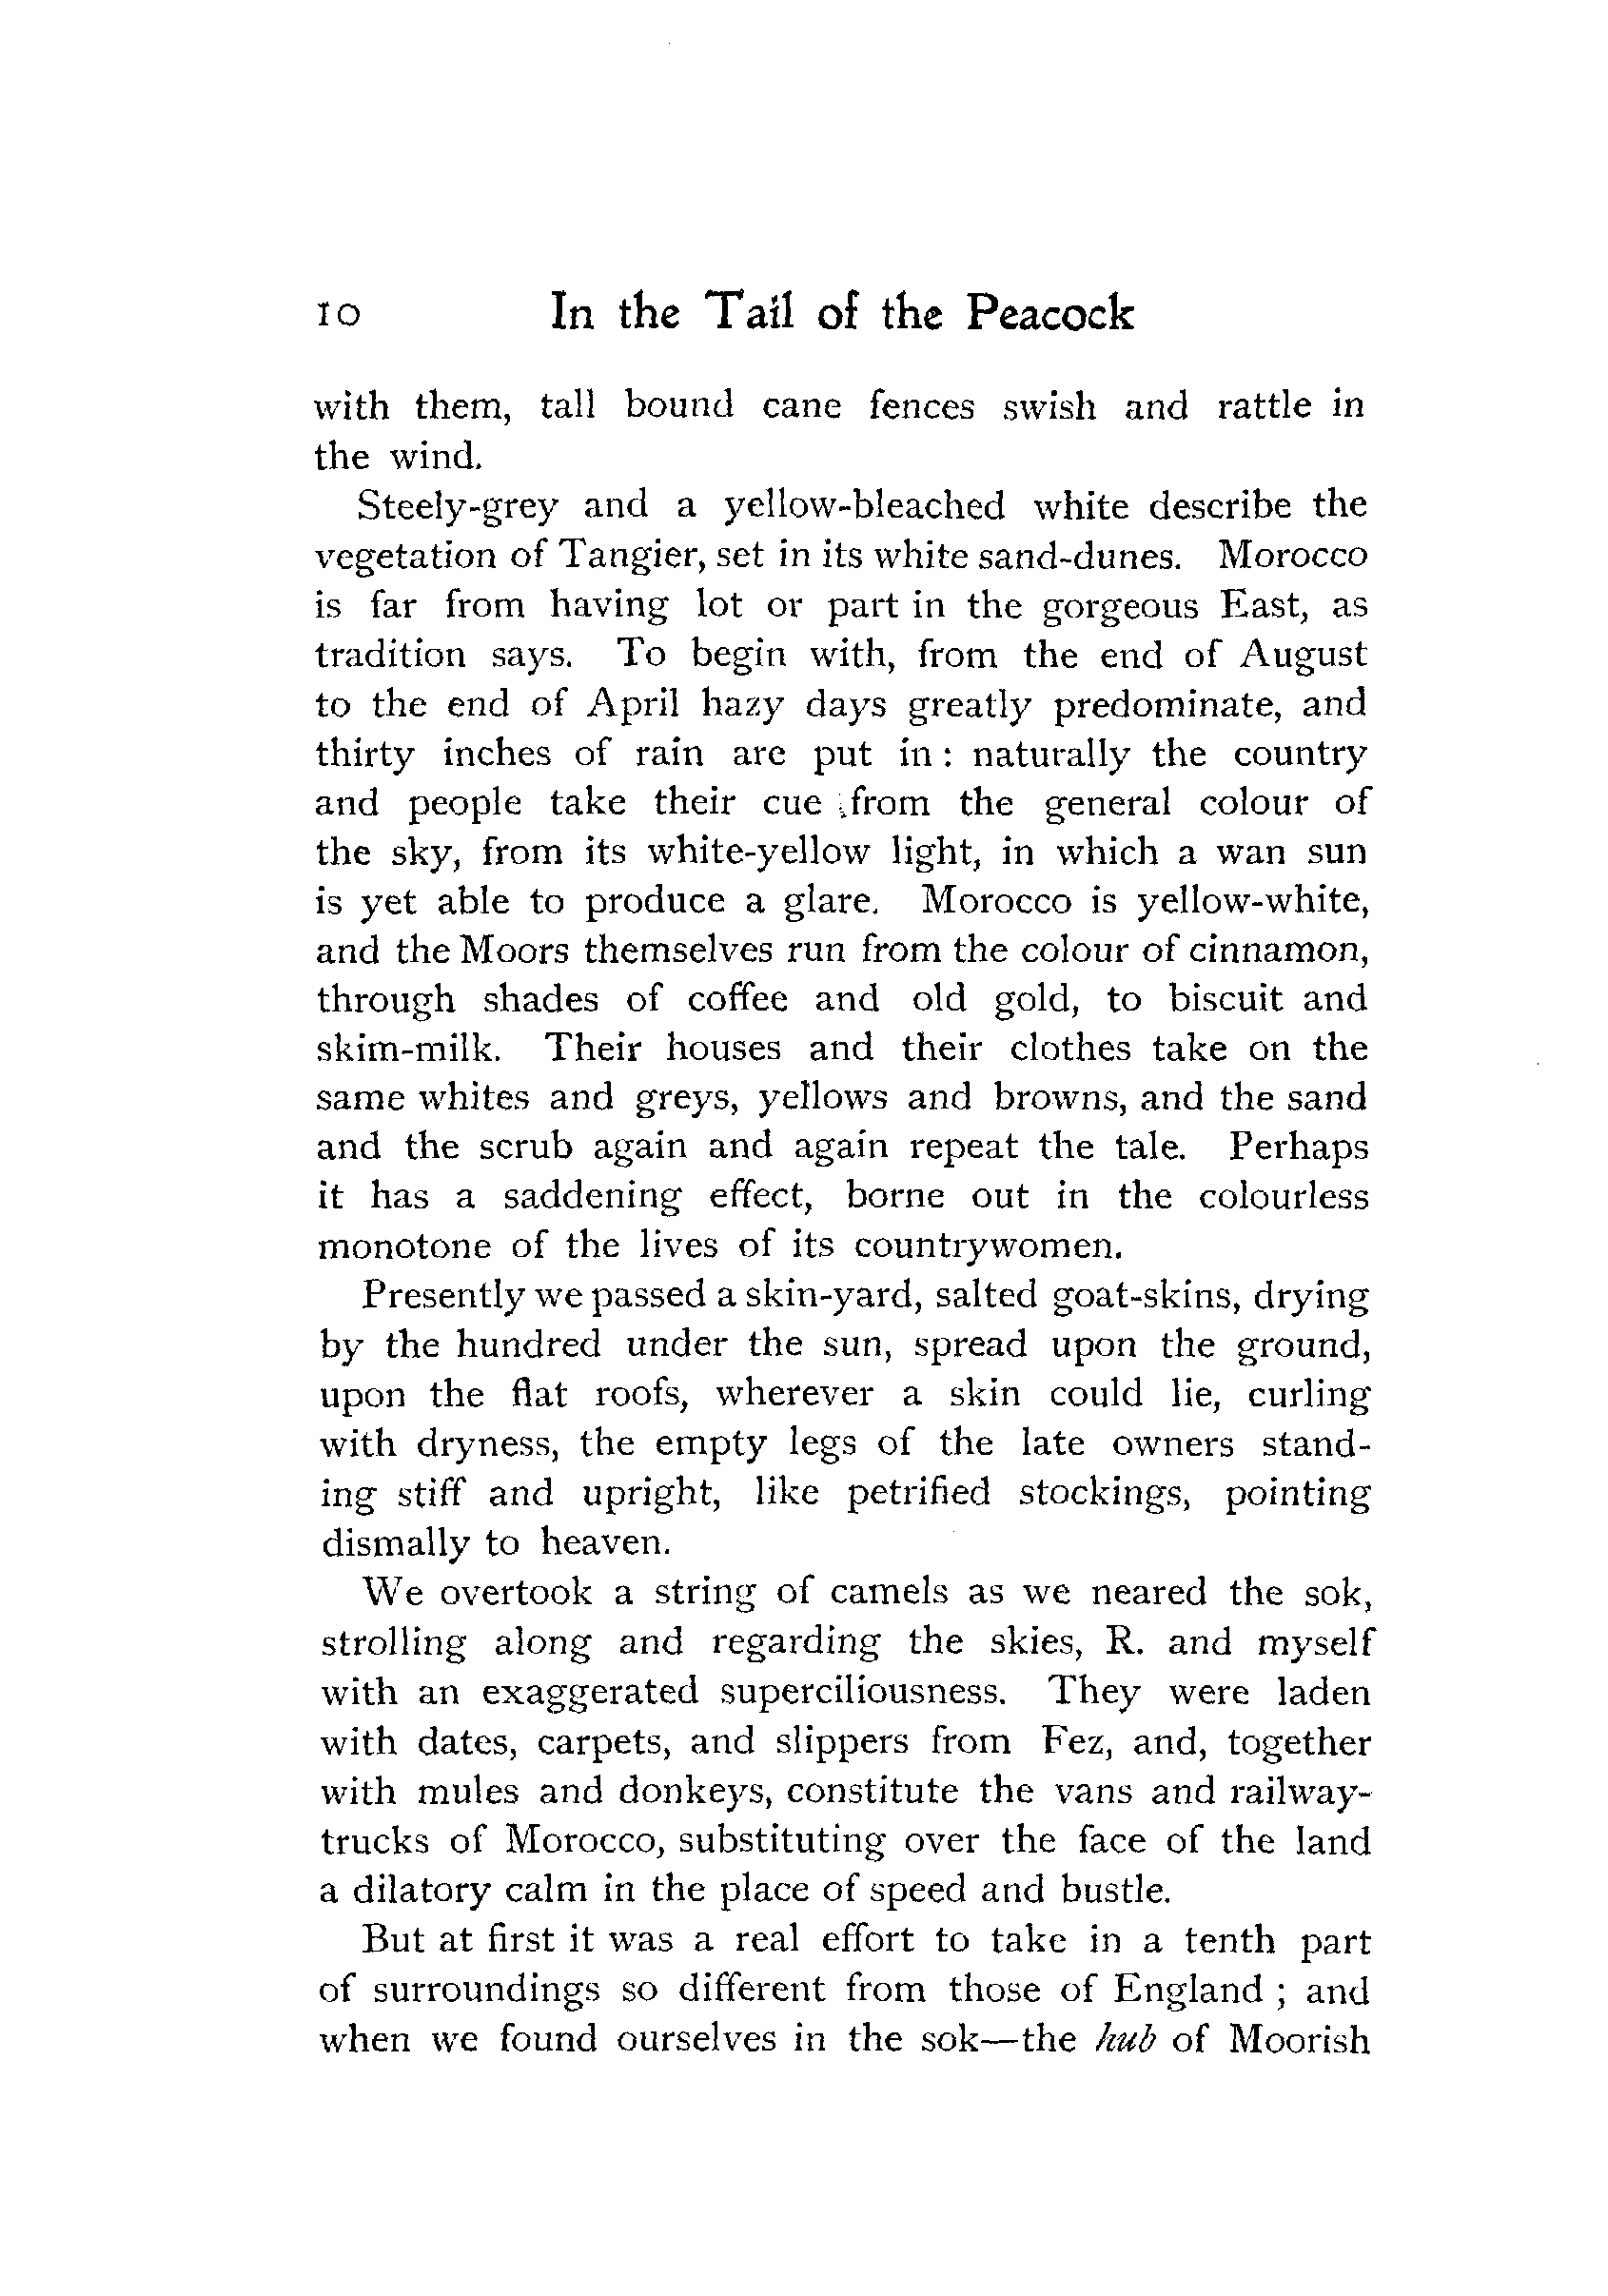 10 In the Tail of the Peacock
with them, tall bound cane fences swish and rattle in
the wind.
Steely-grey and a yellow-bleached white describe the
vegetation of Tangier, set in its white sand-dunes. Morocco
is far from having lot or part in the gorgeous East, as
tradition says. To begin with, from the end of August
to the end of April hazy days greatly predominate, and
thirty inches of rain are put in : naturally the country
and people take their cue from the general colour of
the sky, from its white-yellow light, in which a wan sun
is yet able to produce a glare. Morocco is yellow-white,
and the Moors themselves run from the colour of cinnamon,
through shades of coffee and old gold, to biscuit and
skim-milk. Their houses and their clothes take on the
same whites and greys, yellows and browns, and the sand
and the scrub again and again repeat the tale. Perhaps
it has a saddening effect, borne out in the colourless
monotone of the lives of its countrywomen.
Presently we passed a skin-yard, salted goat-skins, drying
by the hundred under the sun, spread upon the ground,
upon the flat roofs, wherever a skin could lie, curling
with dryness, the empty legs of the late owners stand-
ing stiff and upright, like petrified stockings, pointing
dismally to heaven.
We overtook a string of camels as we neared the sok,
strolling along and regarding the skies, R. and myself
with an exaggerated superciliousness. They were laden
with dates, carpets, and slippers from Fez, and, together
with mules and donkeys, constitute the vans and railway-
trucks of Morocco, substituting over the face of the land
a dilatory calm in the place of speed and bustle.
But at first it was a real effort to take in a tenth part
of surroundings so different from those of England ; and
when we found ourselves in the sok—the hub of Moorish